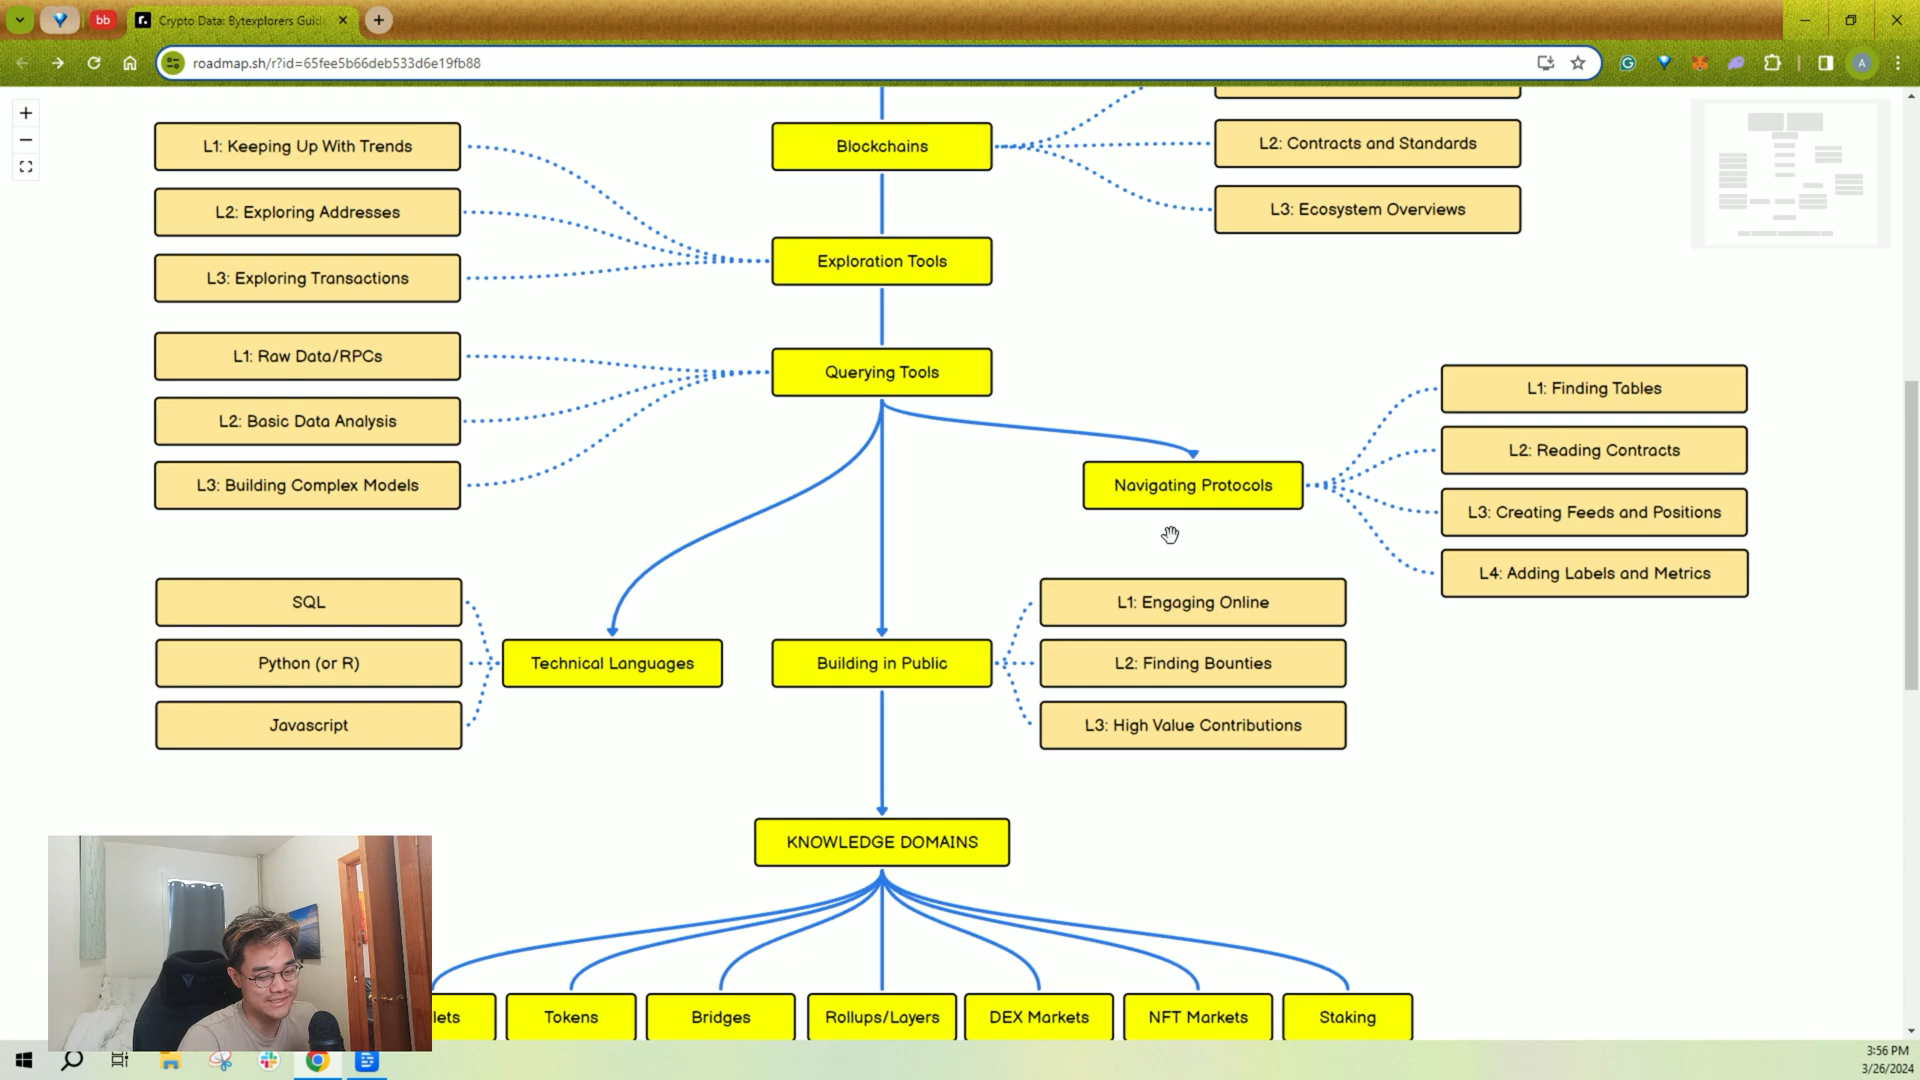 bb
Crypto Data: Bytexplorers Guid
roadmap.sh/r?id=65fee5b66deb533d6e19fb88
A
L1: Keeping Up With Trends
L2: Exploring Addresses
L3: Exploring Transactions
Blockchains
L2: Contracts and Standards
L3: Ecosystem Overviews
Exploration Tools
L1: Raw Data/RPCs
L2: Basic Data Analysis
L3: Building Complex Models
Querying Tools
Navigating Protocols
L1: Finding Tables
L2: Reading Contracts
L3: Creating Feeds and Positions
L4: Adding Labels and Metrics
SQL
Python (or R)
Javascript
Technical Languages
Building in Public
L1: Engaging Online
L2: Finding Bounties
L3: High Value Contributions
KNOWLEDGE DOMAINS
lets
Tokens
Bridges
Rollups/Layers
DEX Markets
NFT Markets
Staking
3:56 PM
3/26/2024